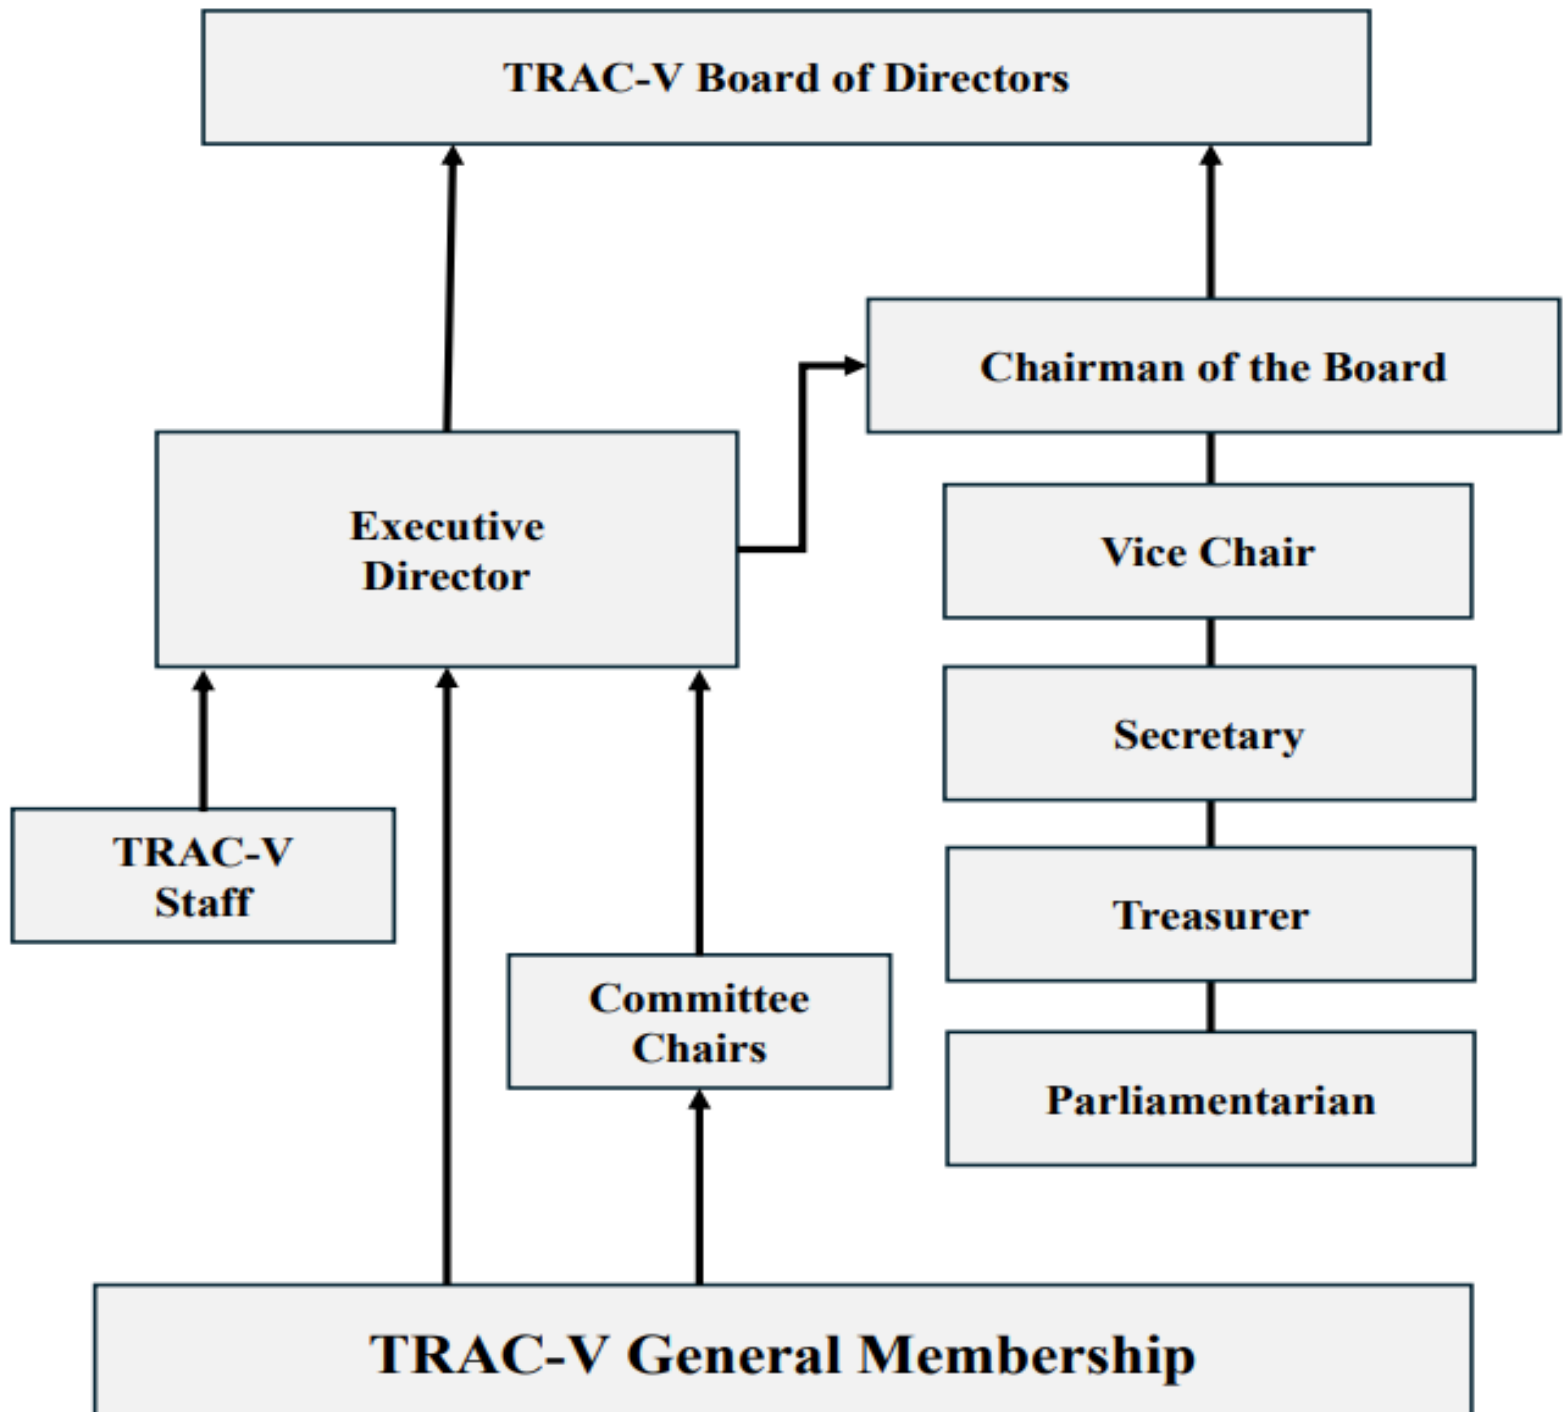 TRAC-V Board of Directors
Chairman of the Board
Executive
Director
Vice Chair
Secretary
TRAC-V
Staff
Treasurer
Committee
Chairs
Parliamentarian
TRAC-V General Membership